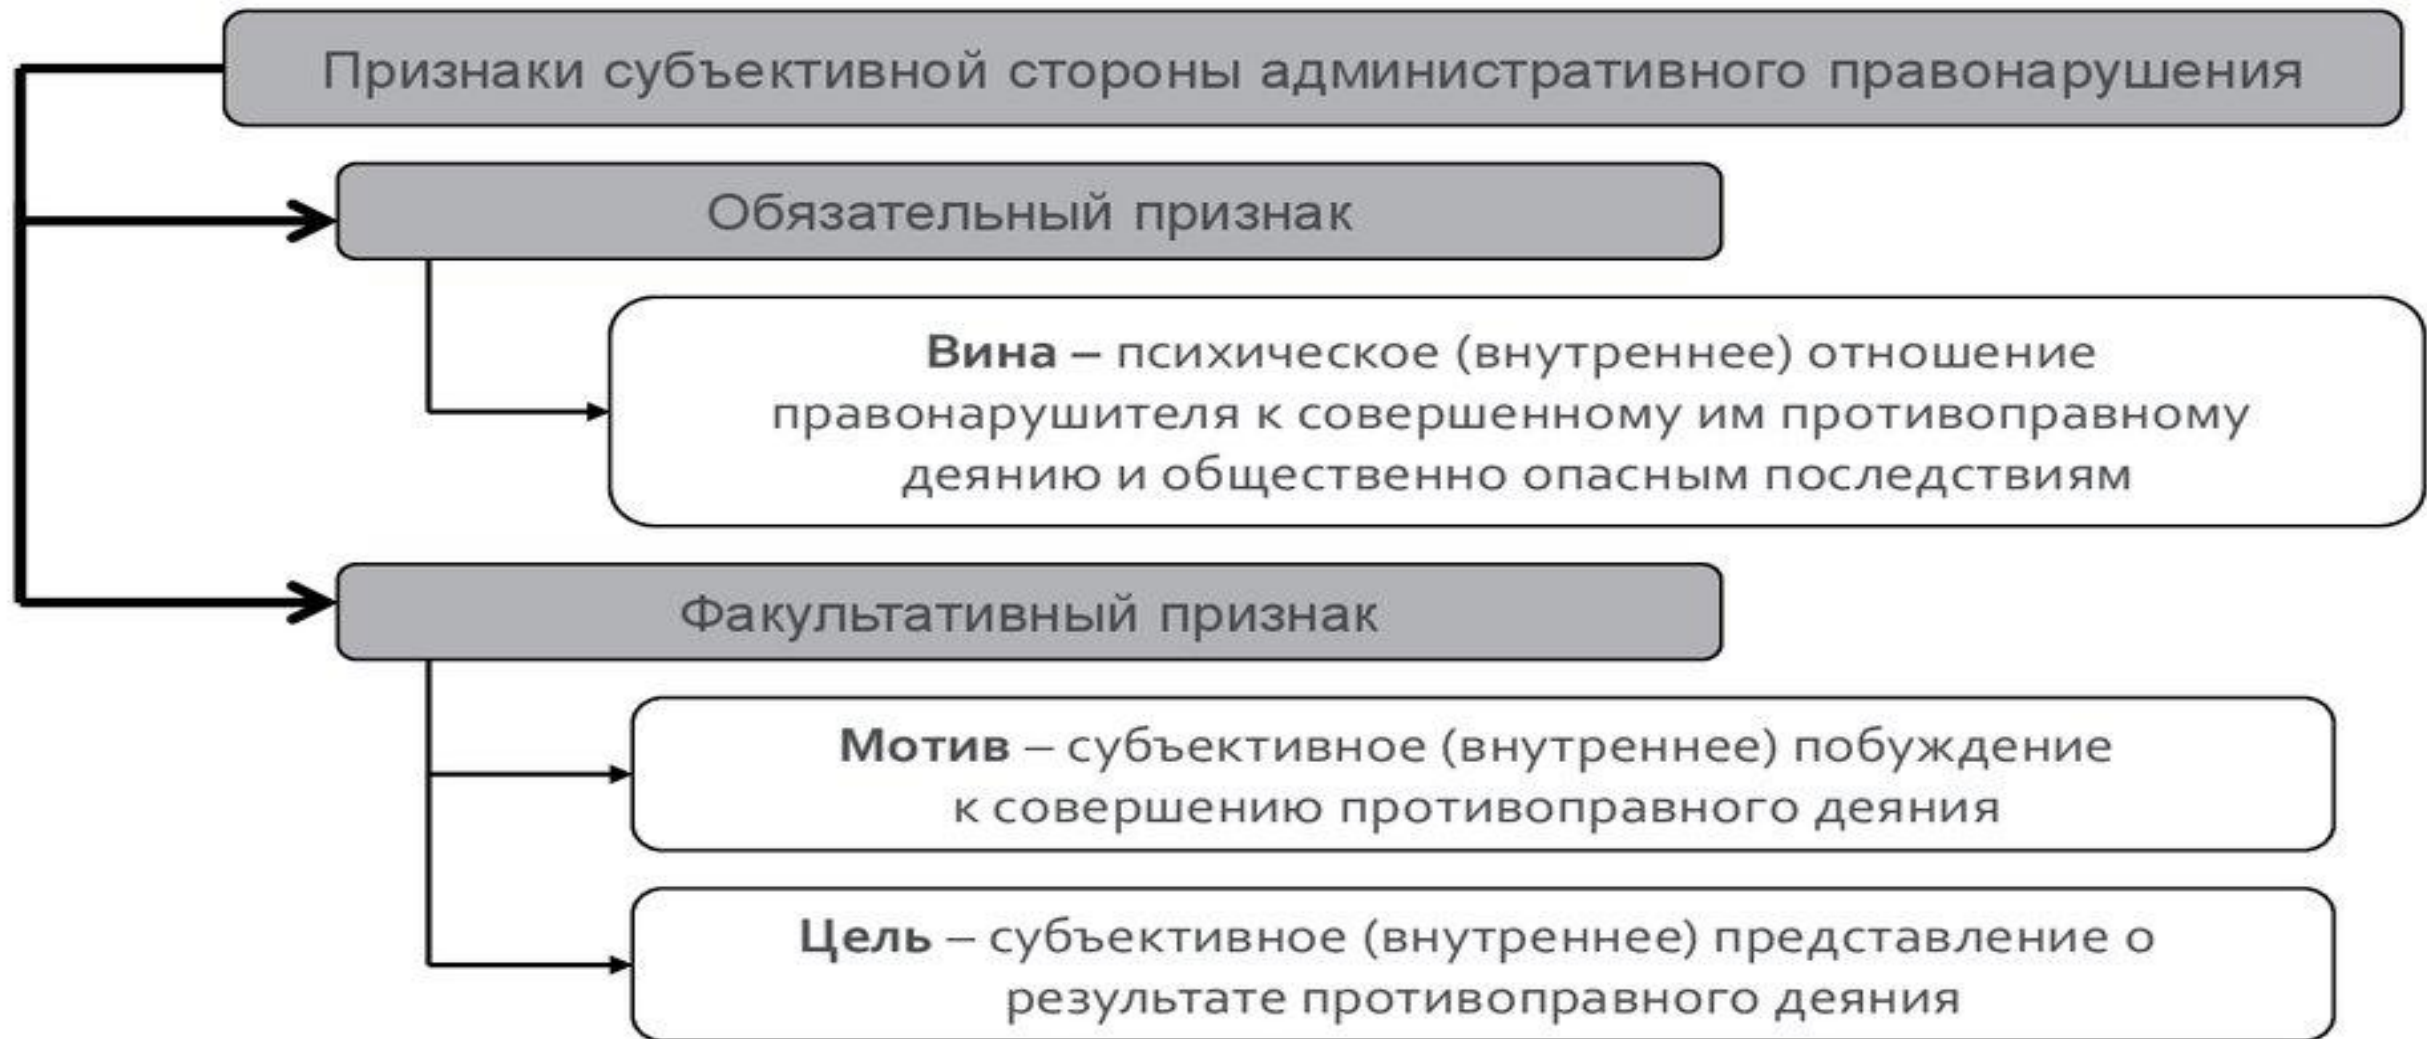 Признаки субъективной стороны административного правонарушения
Обязательный признак
Вина – психическое (внутреннее) отношение
правонарушителя к совершенному им противоправному
деянию и общественно опасным последствиям
Факультативный признак
Мотив – субъективное (внутреннее) побуждение
к совершению противоправного деяния
Цель – субъективное (внутреннее) представление о
результате противоправного деяния